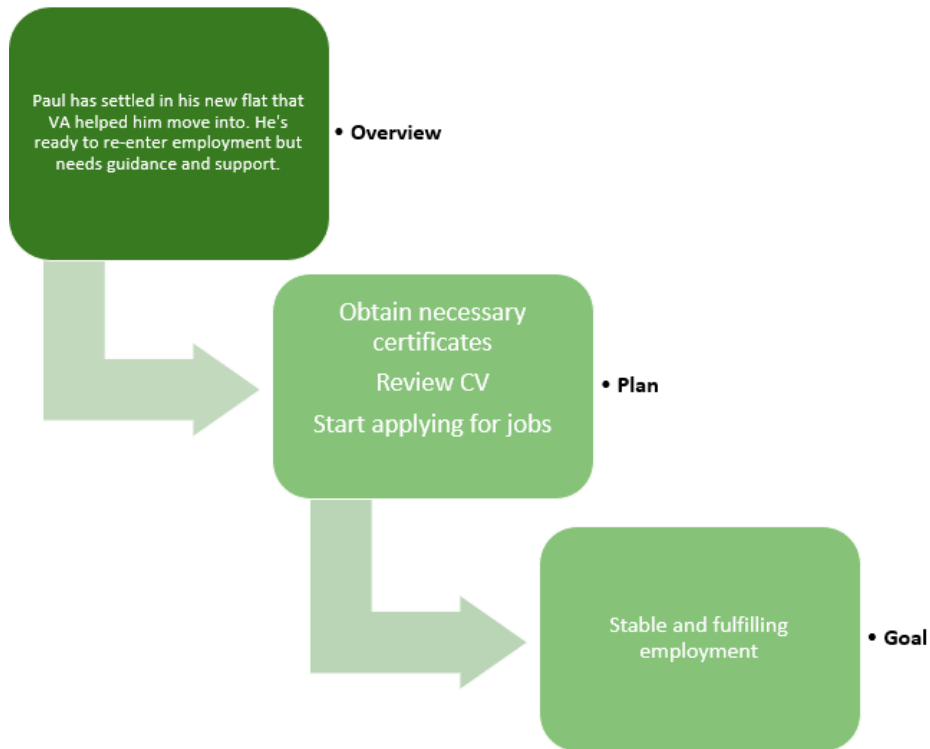 Paul has settled in his new flat that
VA helped him move into. He's
ready to re-enter employment but
needs guidance and support.
• Overview
Obtain necessary
certificates
Review CV
Start applying for jobs
• Plan
Stable and fulfilling
employment
• Goal